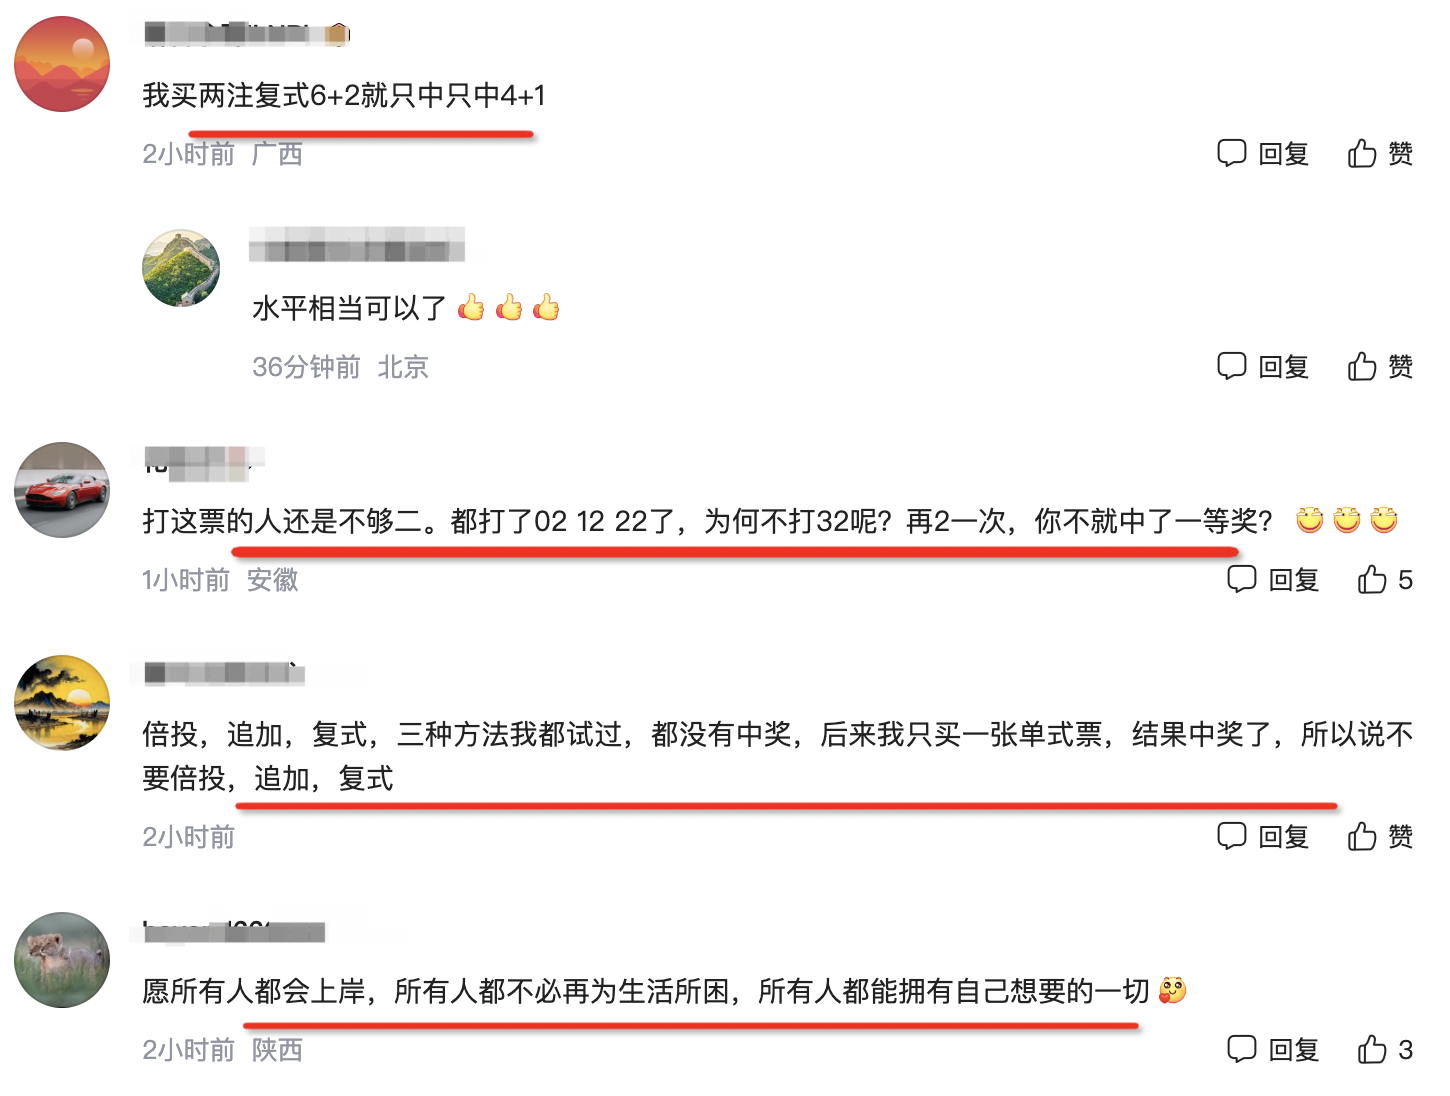 我买两注复式6+2就只中只中4+1
2小时前 广西
回复 赞
水平相当可以了
36分钟前 北京
回复 赞
打这票的人还是不够二。都打了02 12 22了，为何不打32呢？再2一次，你不就中了一等奖？
1小时前 安徽
回复 5
倍投，追加，复式，三种方法我都试过，都没有中奖，后来我只买一张单式票，结果中奖了，所以说不
要倍投，追加，复式
2小时前
回复 赞
愿所有人都会上岸，所有人都不必再为生活所困，所有人都能拥有自己想要的一切
2小时前 陕西
回复 3